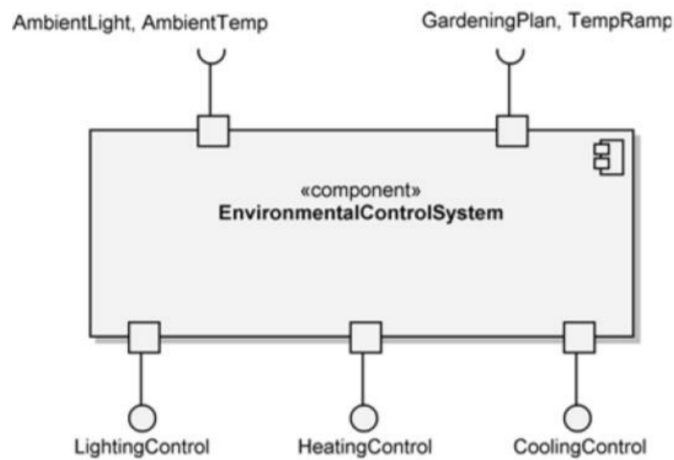 AmbientLight, AmbientTemp
GardeningPlan, TempRamp
«component»
EnvironmentalControlSystem
LightingControl
HeatingControl
CoolingControl